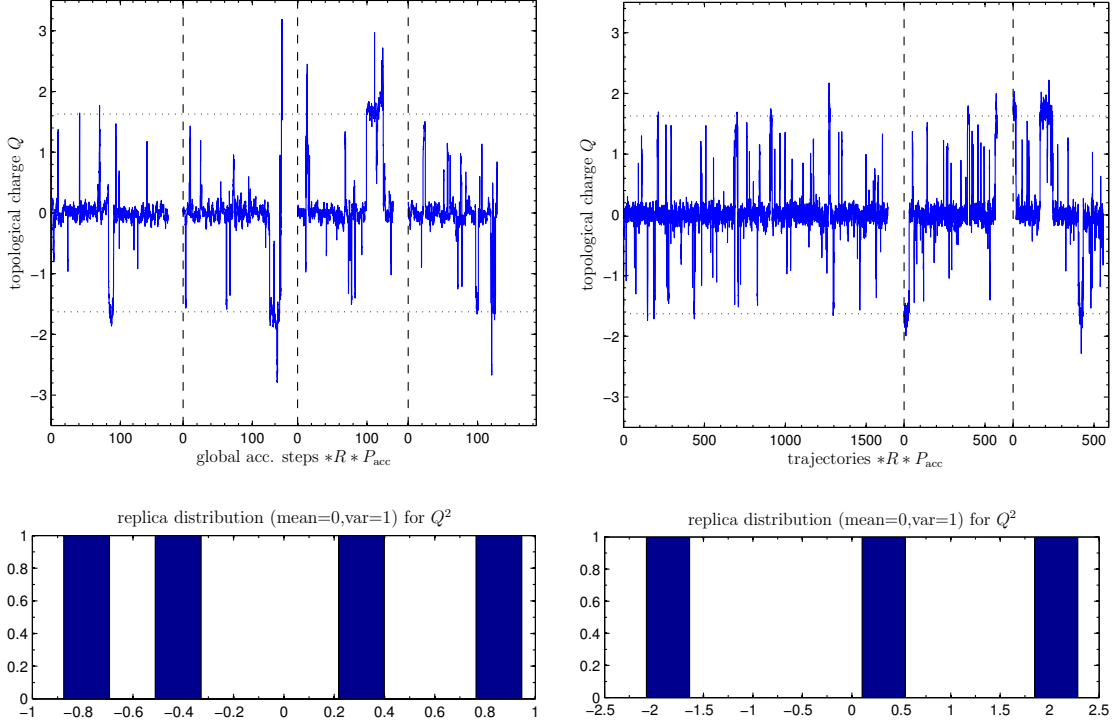 topological charge Q
3
2
1
0
−1
−2
−3
0 100 0 100 0 100 0 100
global acc. steps ∗R ∗ P_acc
topological charge Q
3
2
1
0
−1
−2
−3
0 500 1000 1500 0 500 0 500
trajectories ∗R ∗ P_acc
replica distribution (mean=0,var=1) for Q²
1
0.8
0.6
0.4
0.2
0
−1 −0.8 −0.6 −0.4 −0.2 0 0.2 0.4 0.6 0.8 1
replica distribution (mean=0,var=1) for Q²
1
0.8
0.6
0.4
0.2
0
−2.5 −2 −1.5 −1 −0.5 0 0.5 1 1.5 2 2.5